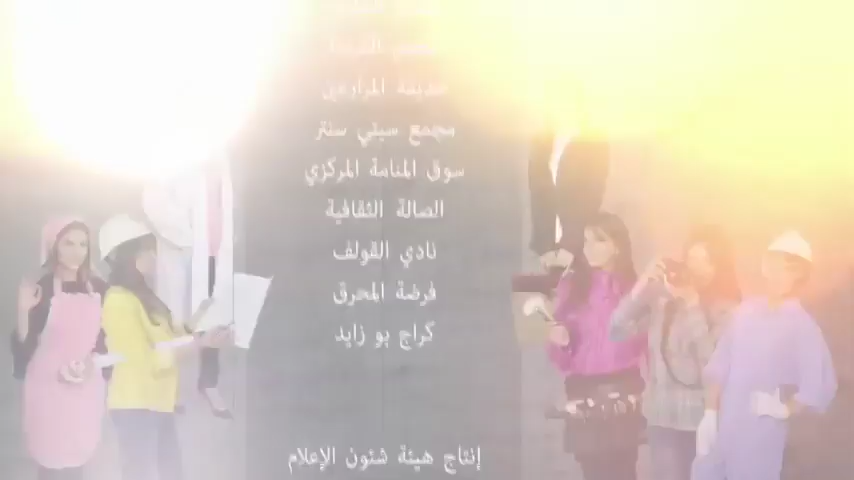 مدينة المزارعين
مجمع سيتي سنتر
سوق المنامة المركزي
الصالة الثقافية
نادي القولف
فرضة المحرق
كراج بو زايد
إنتاج هيئة شئون الإعلام